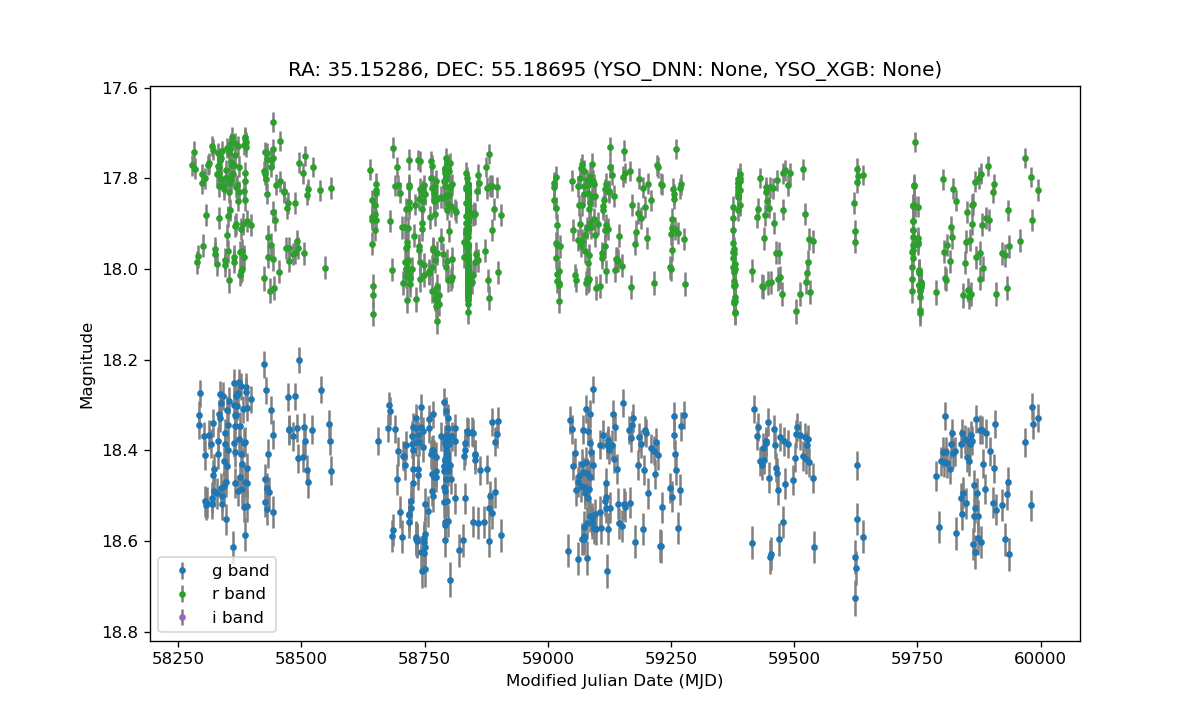 RA: 35.15286, DEC: 55.18695 (YSO_DNN: None, YSO_XGB: None)
17.6
17.8
18.0
18.2
18.4
18.6
18.8
Magnitude
g band
r band
i band
58250
58500
58750
59000
59250
59500
59750
60000
Modified Julian Date (MJD)